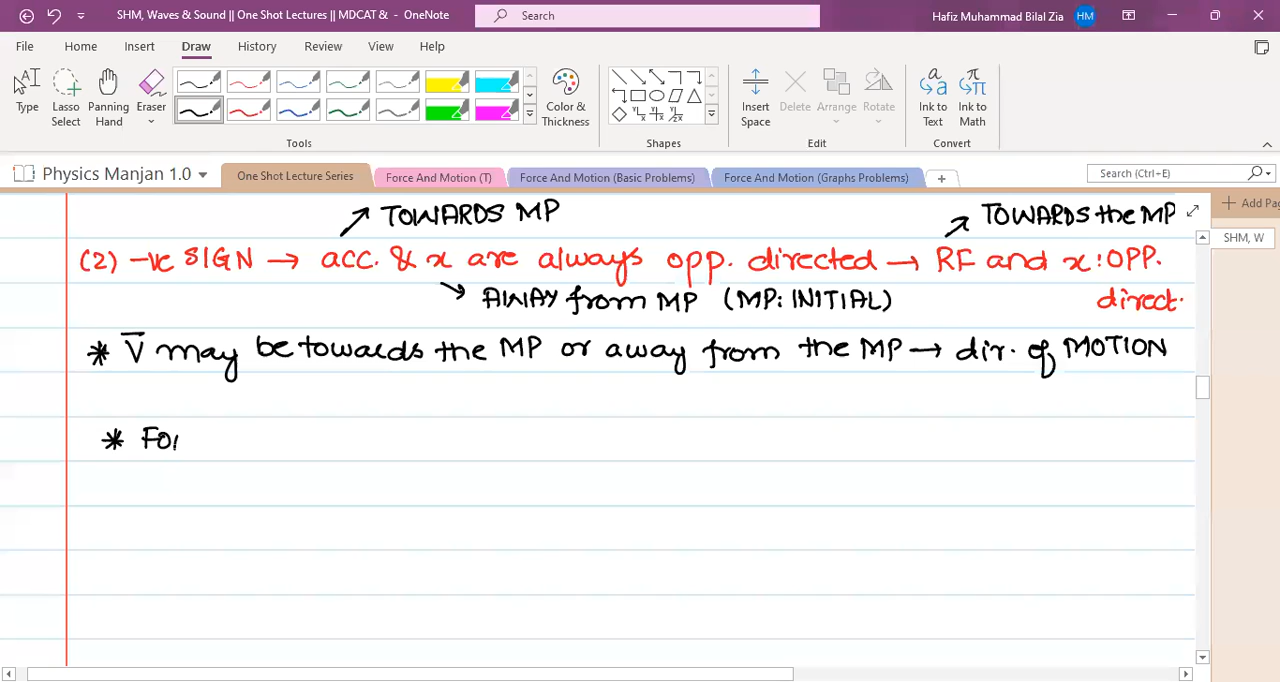 SHM, Waves & Sound || One Shot Lectures || MDCAT & - OneNote
Search
Hafiz Muhammad Bilal Zia
HM
File Home Insert Draw History Review View Help
Type Lasso Select Panning Hand Eraser Color & Thickness Insert Space Delete Arrange Rotate Ink to Text Ink to Math
Tools Shapes Edit Convert
Physics Manjan 1.0 One Shot Lecture Series Force And Motion (T) Force And Motion (Basic Problems) Force And Motion (Graphs Problems) Search (Ctrl+E)
Add Pag
SHM, W
TOWARDS MP TOWARDS the MP
(2) -ve SIGN → acc. & x are always opp. directed → RF and x : OPP.
direct.
AWAY from MP (MP: INITIAL)
* V̅ may be towards the MP or away from the MP → dir. of MOTION
* For